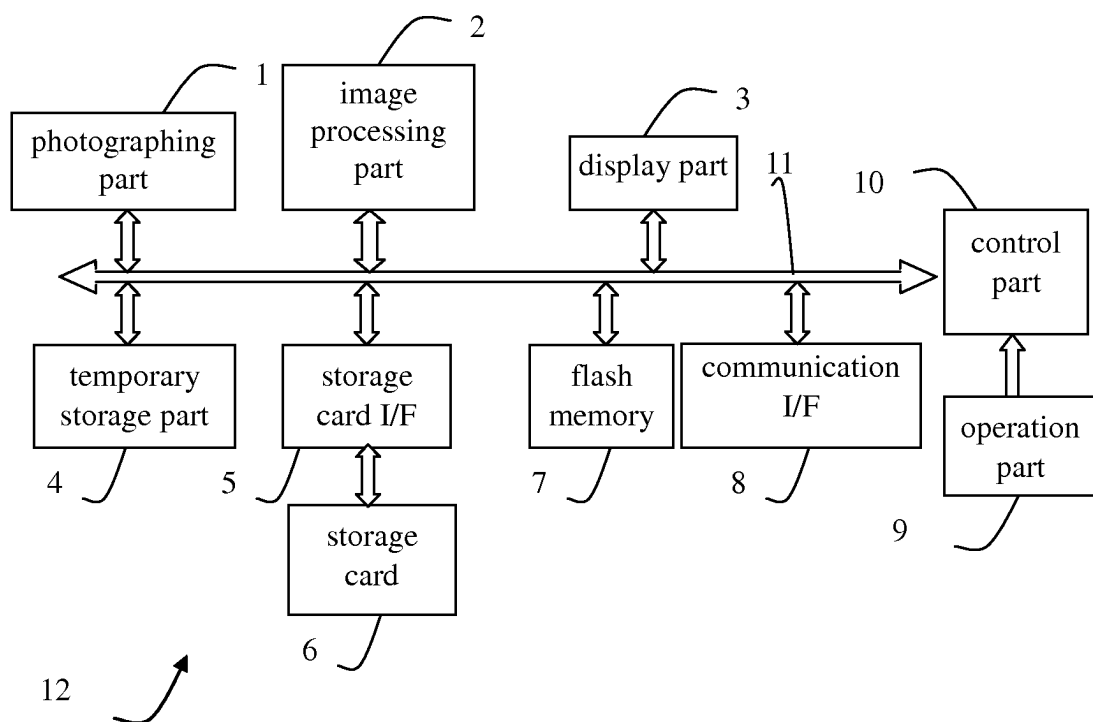 1
2
3
photographing
part
image
processing
part
display part
11
10
control
part
temporary
storage part
storage
card I/F
flash
memory
communication
I/F
operation
part
4
5
7
8
9
storage
card
6
12